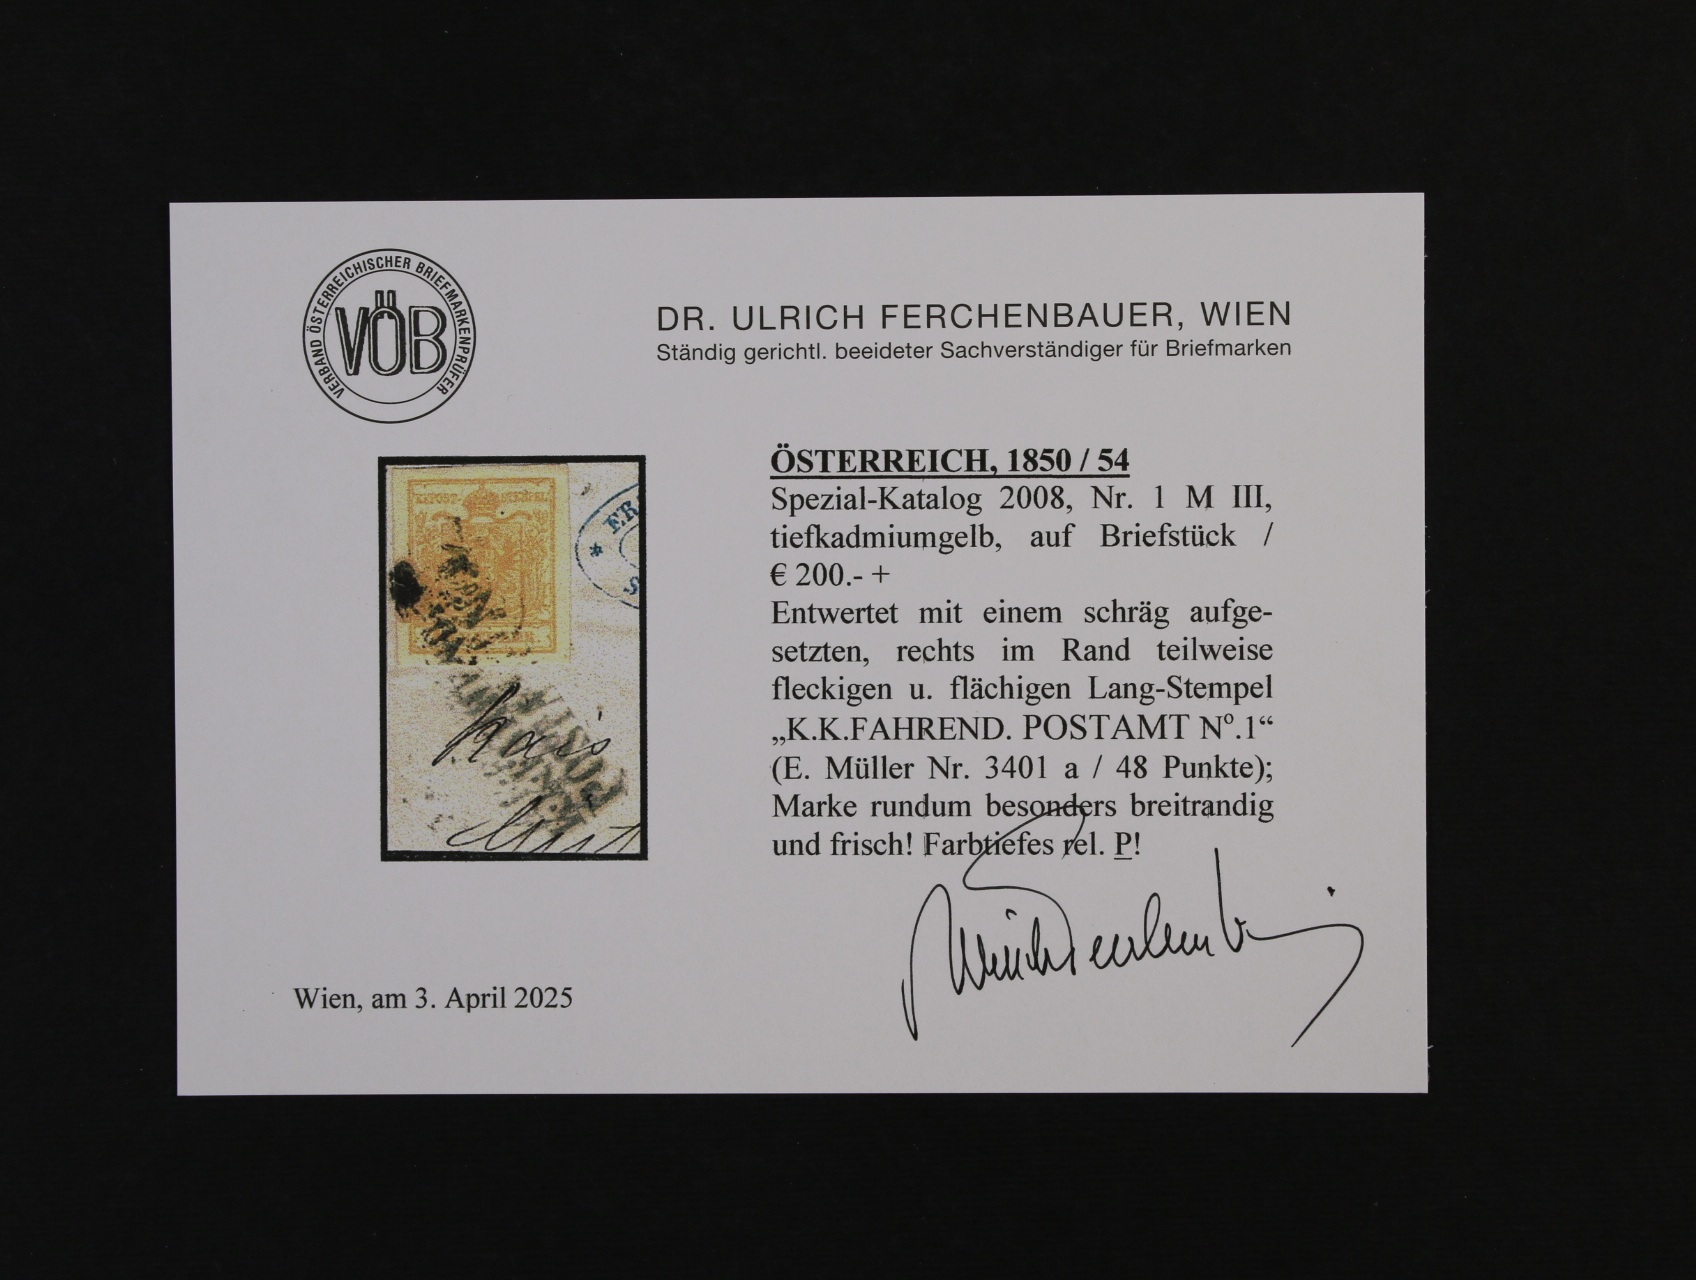 VERBAND ÖSTERREICHISCHER BRIEFMARKENPRÜFER
VÖB
DR. ULRICH FERCHENBAUER, WIEN
Ständig gerichtl. beeideter Sachverständiger für Briefmarken
ÖSTERREICH, 1850 / 54
Spezial-Katalog 2008, Nr. 1 M III,
tiefkadmiumgelb, auf Briefstück /
€ 200.- +
Entwertet mit einem schräg aufge-
setzten, rechts im Rand teilweise
fleckigen u. flächigen Lang-Stempel
„K.K.FAHREND. POSTAMT Nº.1“
(E. Müller Nr. 3401 a / 48 Punkte);
Marke rundum besonders breitrandig
und frisch! Farbtiefes rel. P!
Wien, am 3. April 2025